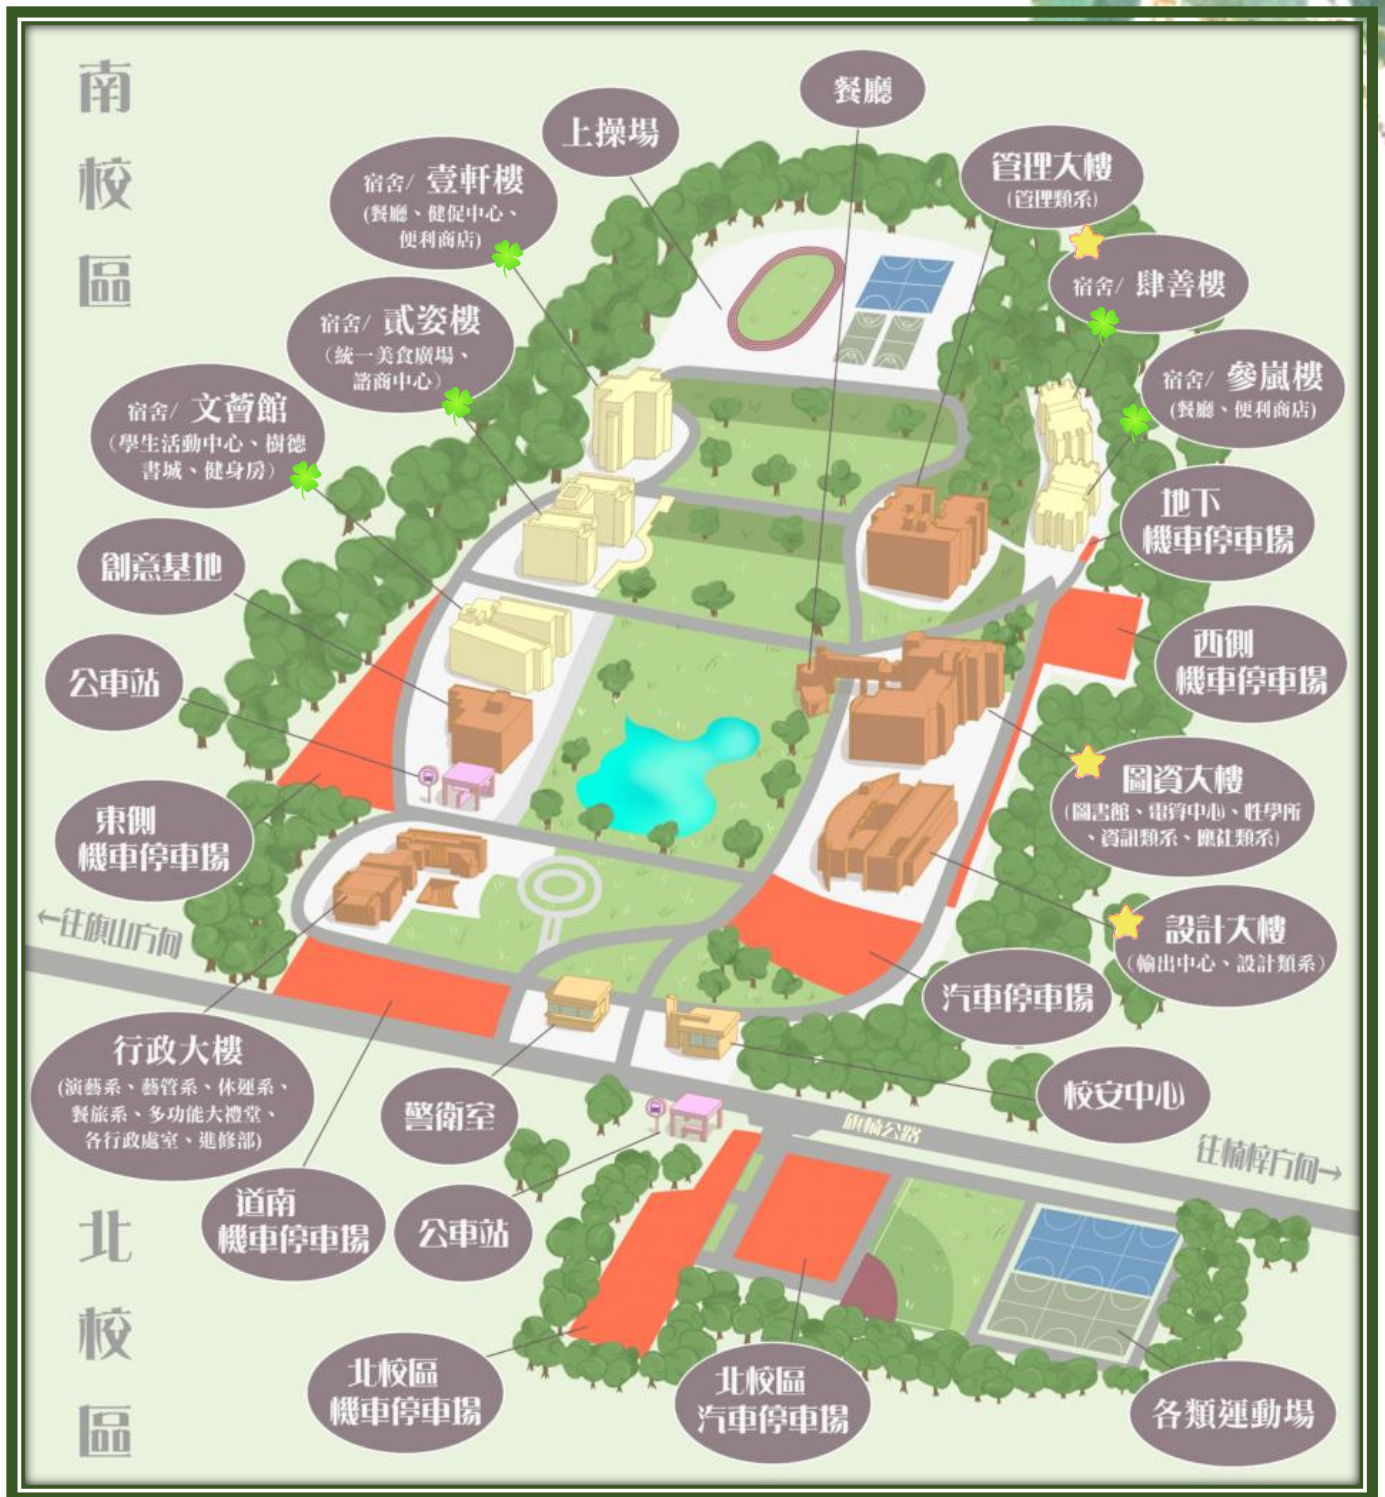 南
校
區
餐廳
上操場
管理大樓
(管理類系)
宿舍/ 壹軒樓
(餐廳、健促中心、
便利商店)
宿舍/ 肆善樓
宿舍/ 貳姿樓
(統一美食廣場、
諮商中心)
宿舍/ 參嵐樓
(餐廳、便利商店)
宿舍/ 文薈館
(學生活動中心、樹德
書城、健身房)
地下
機車停車場
創意基地
西側
機車停車場
公車站
圖資大樓
(圖書館、電算中心、性學所
、資訊類系、應社類系)
東側
機車停車場
設計大樓
(輸出中心、設計類系)
←往旗山方向
汽車停車場
行政大樓
(演藝系、藝管系、休運系、
餐旅系、多功能大禮堂、
各行政處室、進修部)
警衛室
校安中心
旗楠公路
往楠梓方向→
道南
機車停車場
公車站
北
校
區
北校區
機車停車場
北校區
汽車停車場
各類運動場